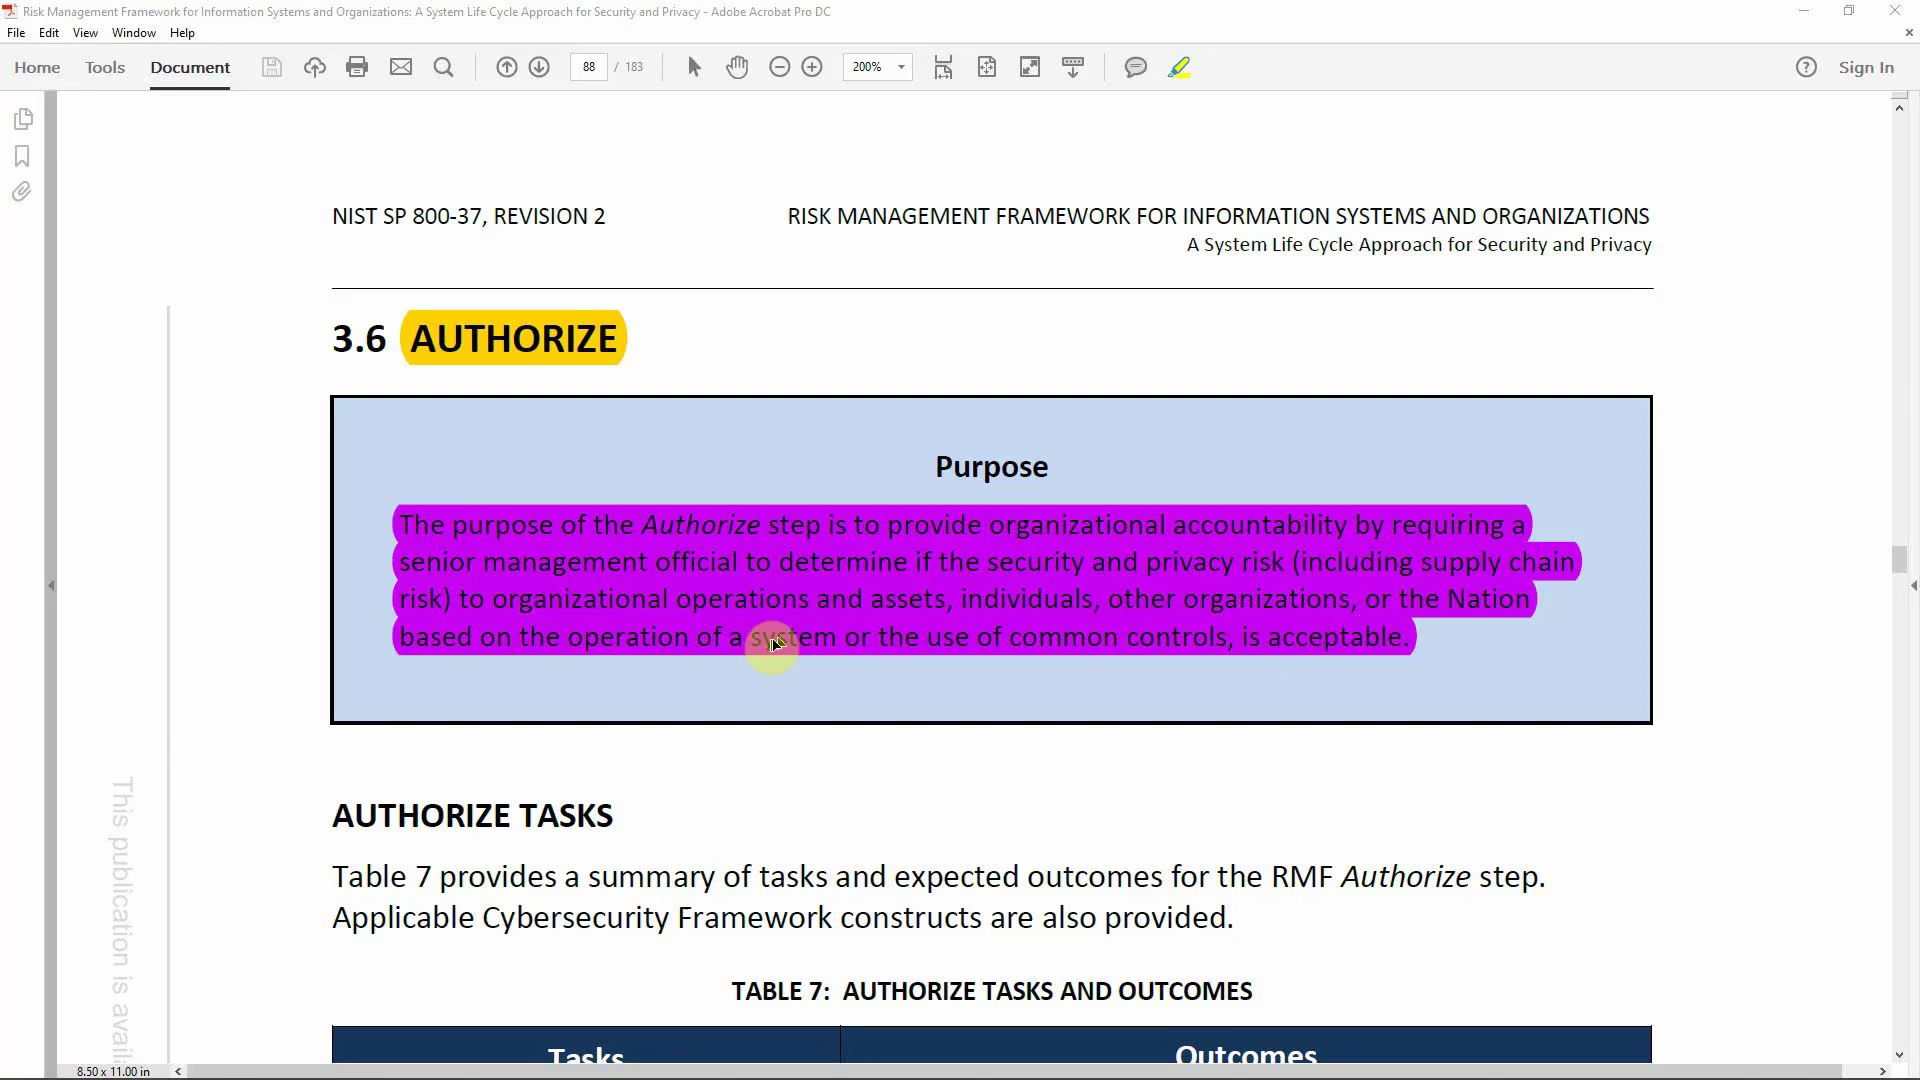 Risk Management Framework for Information Systems and Organizations: A System Life Cycle Approach for Security and Privacy - Adobe Acrobat Pro DC
File Edit View Window Help
Home Tools Document 88 / 183 200% Sign In
NIST SP 800-37, REVISION 2 RISK MANAGEMENT FRAMEWORK FOR INFORMATION SYSTEMS AND ORGANIZATIONS
A System Life Cycle Approach for Security and Privacy
3.6 AUTHORIZE
Purpose
The purpose of the Authorize step is to provide organizational accountability by requiring a
senior management official to determine if the security and privacy risk (including supply chain
risk) to organizational operations and assets, individuals, other organizations, or the Nation
based on the operation of a system or the use of common controls, is acceptable.
AUTHORIZE TASKS
Table 7 provides a summary of tasks and expected outcomes for the RMF Authorize step.
Applicable Cybersecurity Framework constructs are also provided.
TABLE 7: AUTHORIZE TASKS AND OUTCOMES
Tasks Outcomes
This publication is
8.50 x 11.00 in